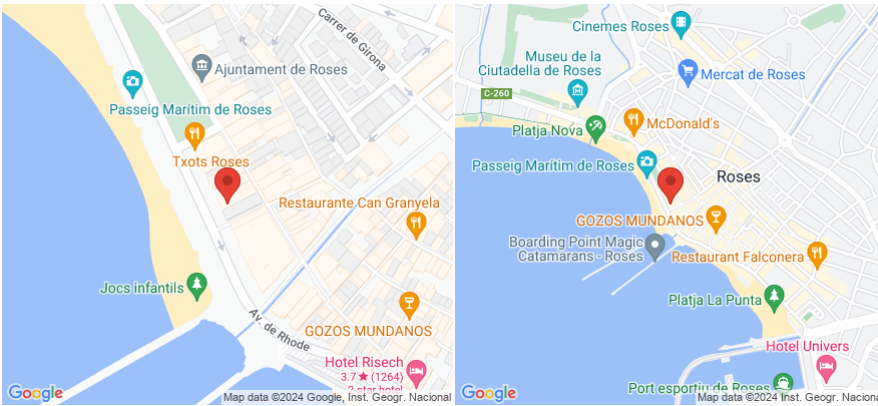 Carrer de Girona
Ajuntament de Roses
Passeig Marítim de Roses
Txots Roses
Restaurante Can Granyela
Jocs infantils
Av. de Rhode
GOZOS MUNDANOS
Hotel Risech
3.7★ (1264)
2-star hotel
Google
Map data ©2024 Google, Inst. Geogr. Nacional
Cinemes Roses
Museu de la
Ciutadella de Roses
Mercat de Roses
C-260
McDonald's
Platja Nova
Passeig Marítim de Roses
Roses
GOZOS MUNDANOS
Boarding Point Magic
Catamarans - Roses
Restaurant Falconera
Platja La Punta
Hotel Univers
Port esportiu de Roses
Google
Map data ©2024 Google, Inst. Geogr. Naciona